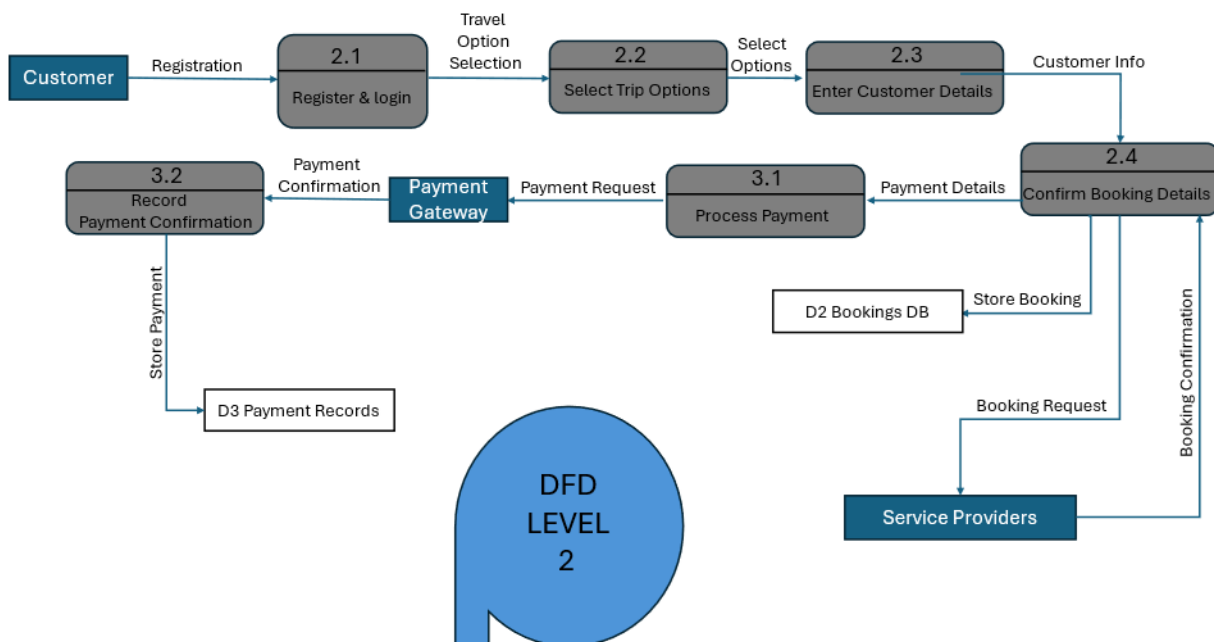 Customer
Registration
2.1
Register & login
Travel
Option
Selection
2.2
Select Trip Options
Select
Options
2.3
Enter Customer Details
Customer Info
2.4
Confirm Booking Details
Payment Details
3.1
Process Payment
Payment Request
Payment
Gateway
Payment
Confirmation
3.2
Record
Payment Confirmation
Store Payment
D3 Payment Records
Store Booking
D2 Bookings DB
Booking Request
Booking Confirmation
Service Providers
DFD
LEVEL
2